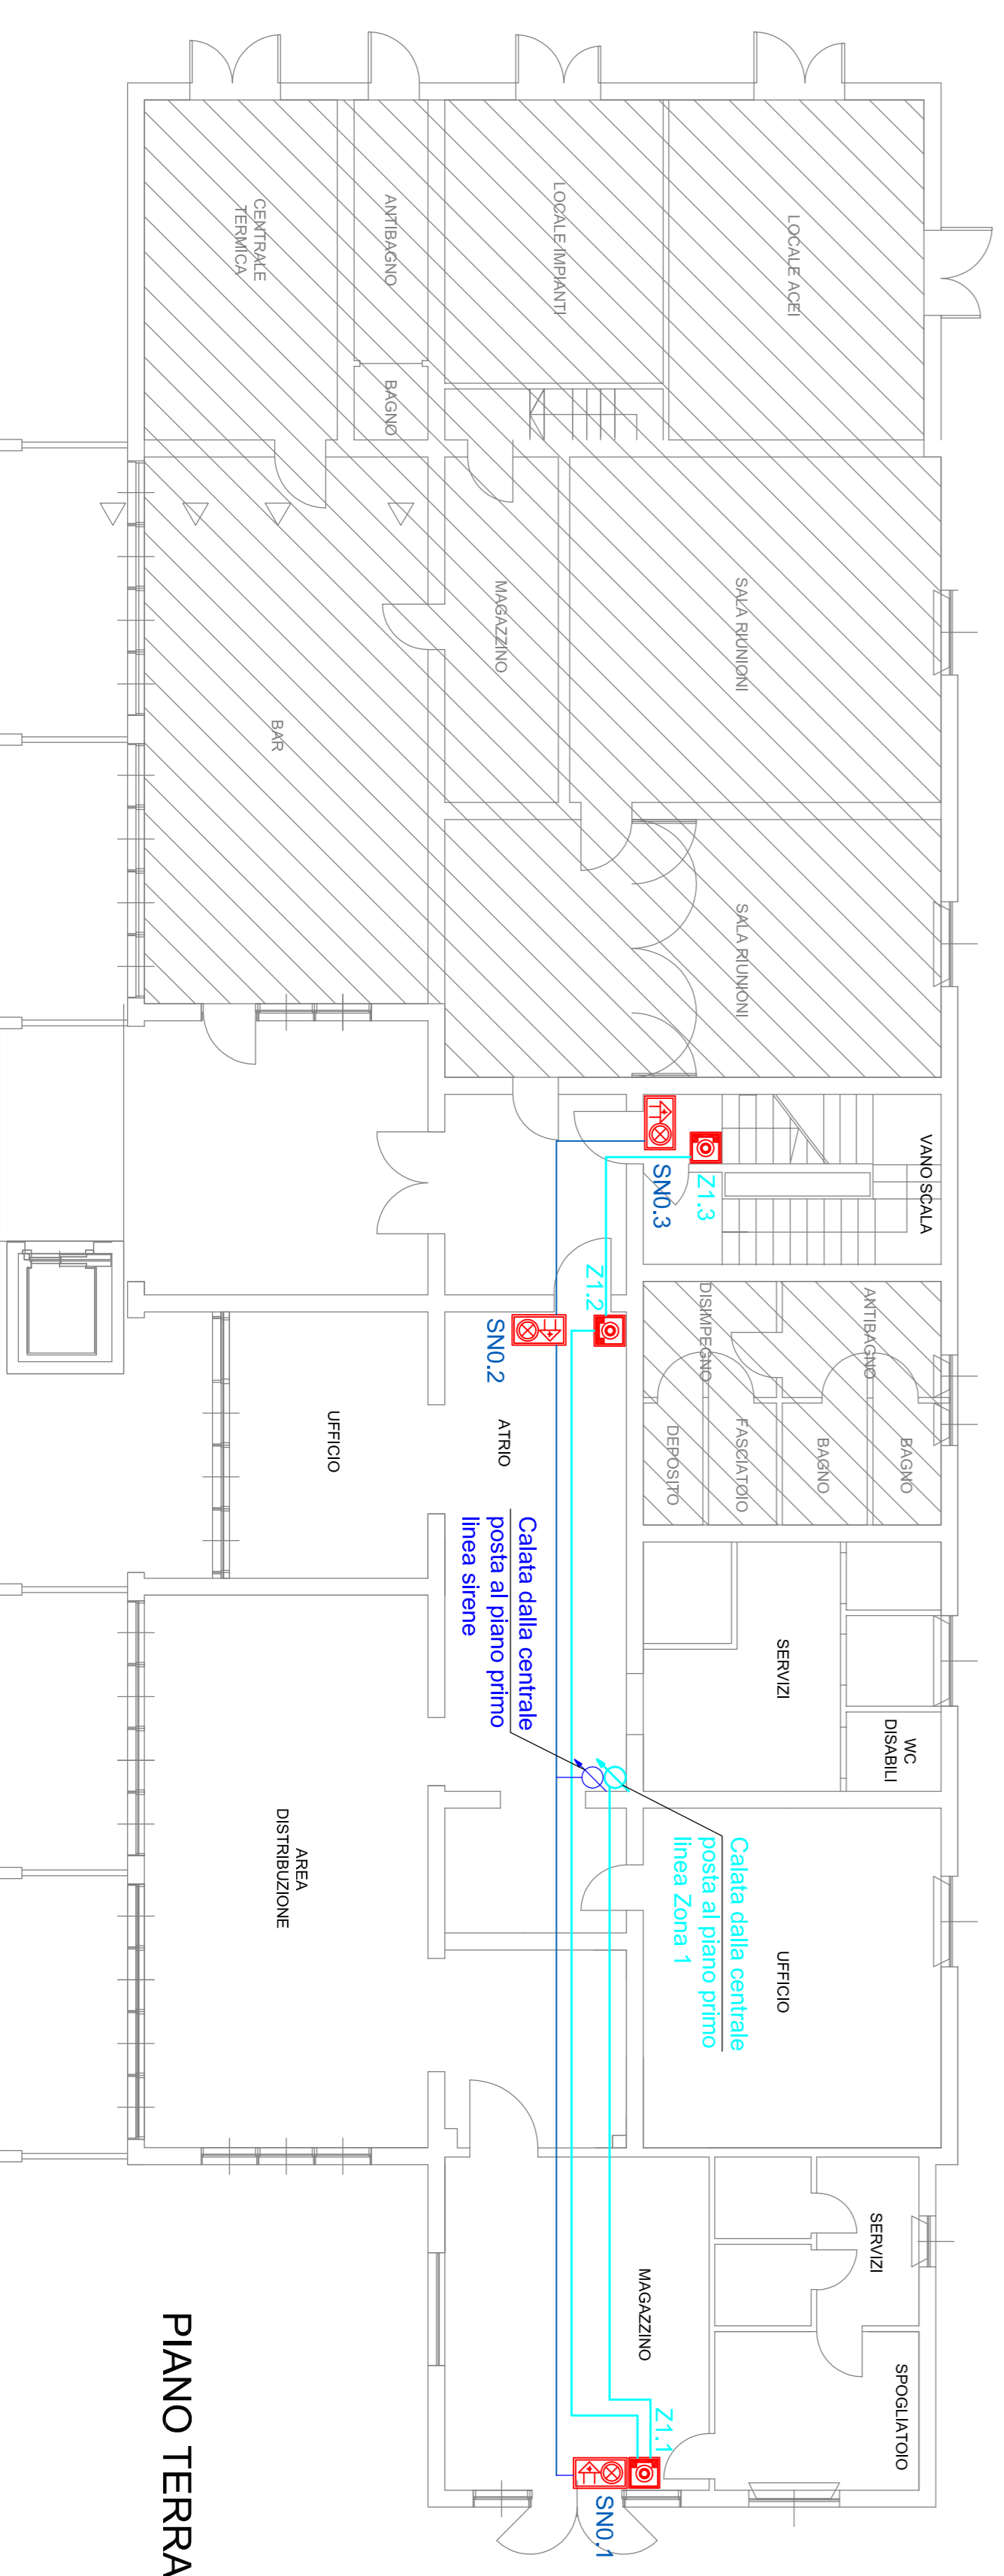 LOCALE ACEI
LOCALE IMPIANTI
ANTIBAGNO
CENTRALE
TERMICA
BAGNO
SALA RIUNIONI
MAGAZZINO
BAR
SALA RIUNIONI
VANO SCALA
Z1.3
SN0.3
Z1.2
SN0.2
ANTIBAGNO
DISIMPEGNO
BAGNO
BAGNO
FASCIATOIO
DEPOSITO
ATRIO
UFFICIO
Calata dalla centrale
posta al piano primo
linea sirene
SERVIZI
WC
DISABILI
Calata dalla centrale
posta al piano primo
linea Zona 1
UFFICIO
AREA
DISTRIBUZIONE
SERVIZI
MAGAZZINO
SPOGLIATOIO
Z1.1
SN0.1
PIANO TERRA